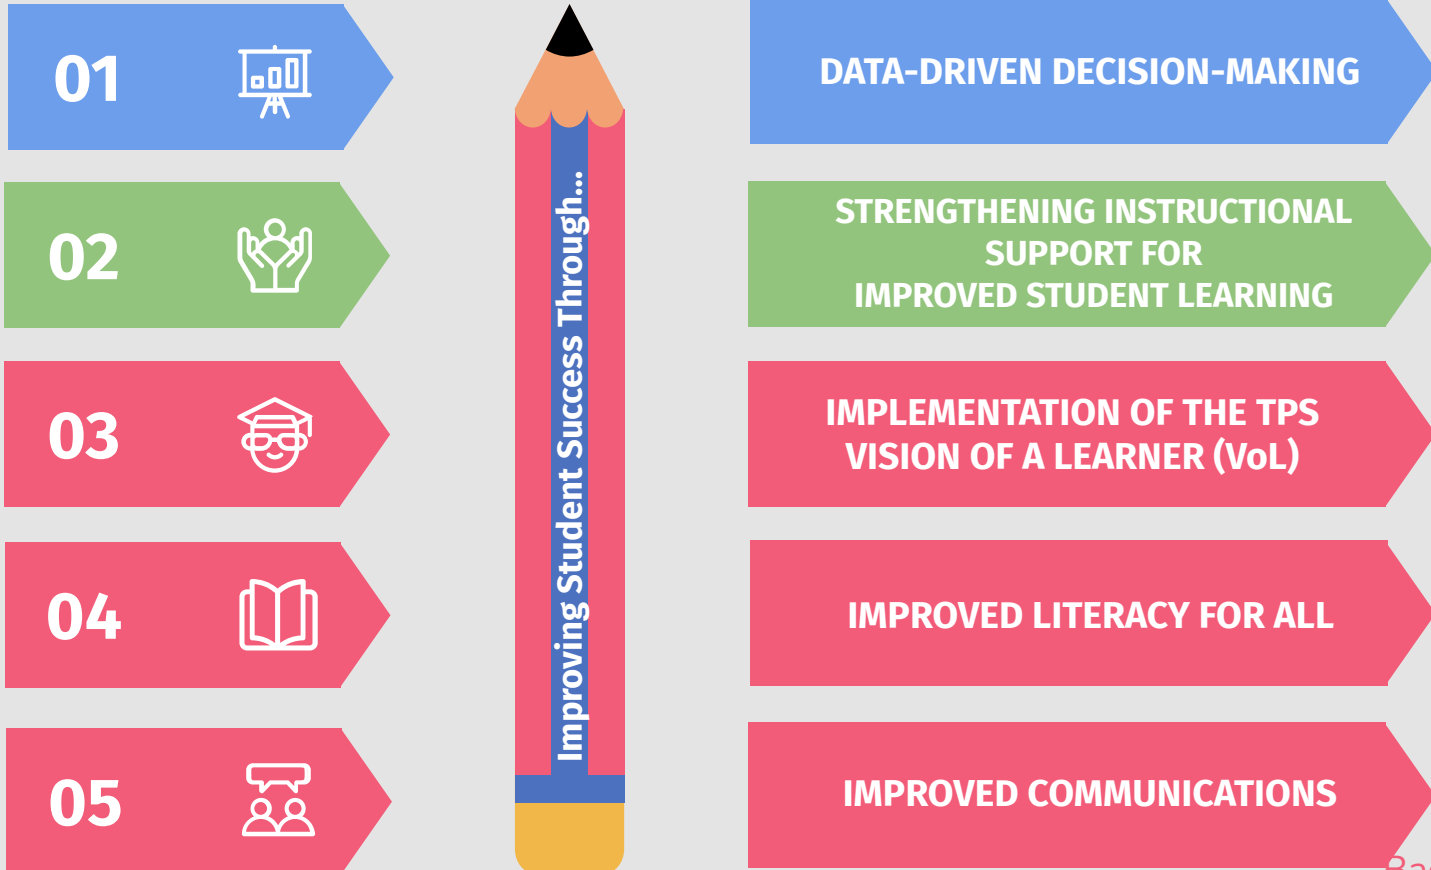 01
DATA-DRIVEN DECISION-MAKING
02
STRENGTHENING INSTRUCTIONAL
SUPPORT FOR
IMPROVED STUDENT LEARNING
03
IMPLEMENTATION OF THE TPS
VISION OF A LEARNER (VoL)
04
IMPROVED LITERACY FOR ALL
05
IMPROVED COMMUNICATIONS
Improving Student Success Through...